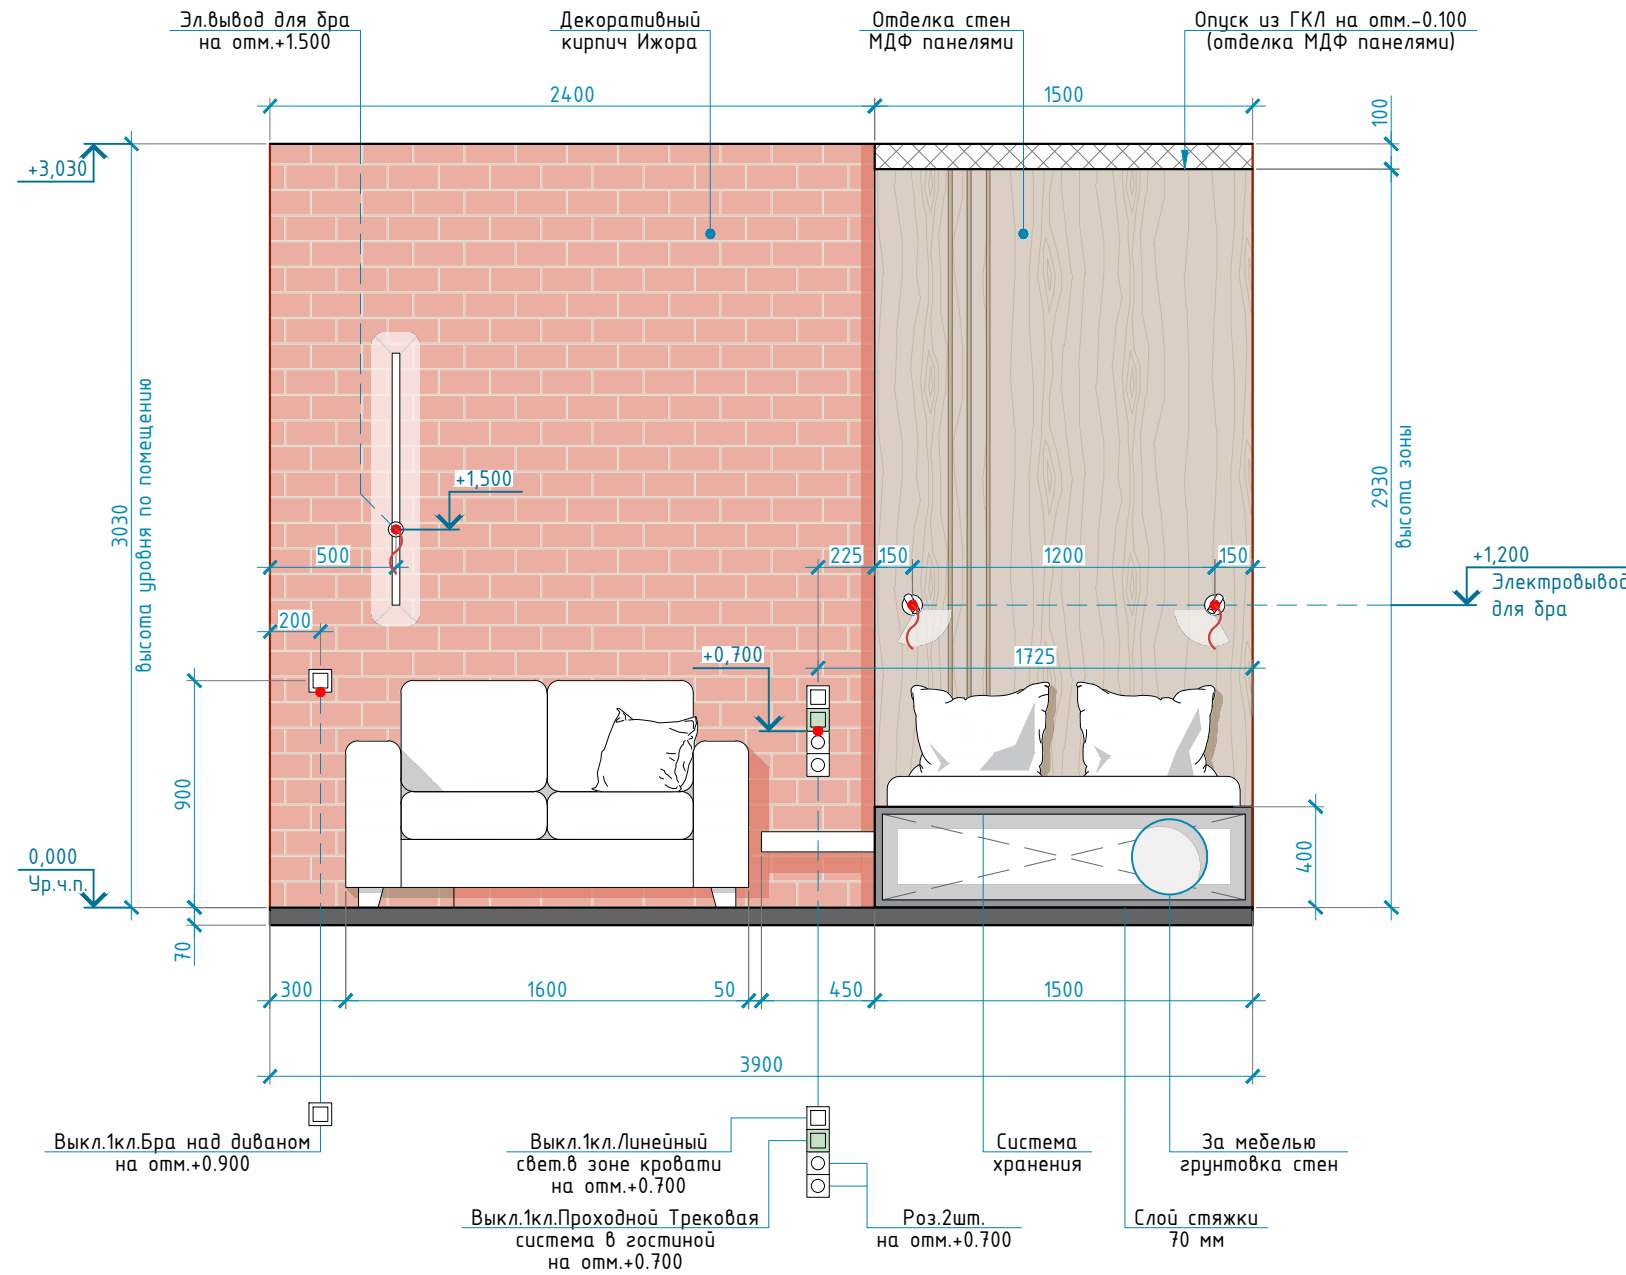 Эл.вывод для бра
на отм.+1.500
Декоративный
кирпич Ижора
Отделка стен
МДФ панелями
Опуск из ГКЛ на отм.-0.100
(отделка МДФ панелями)
2400
1500
100
+3,030
3030
высота уровня по помещению
+1,500
500
200
225
150
1200
150
2930
высота зоны
+1,200
Электровывод
для бра
+0,700
1725
900
0,000
Ур.ч.п.
70
400
300
1600
50
450
1500
3900
Выкл.1кл.Бра над диваном
на отм.+0.900
Выкл.1кл.Линейный
свет.в зоне кровати
на отм.+0.700
Выкл.1кл.Проходной Трековая
система в гостиной
на отм.+0.700
Роз.2шт.
на отм.+0.700
Система
хранения
За мебелью
грунтовка стен
Слой стяжки
70 мм